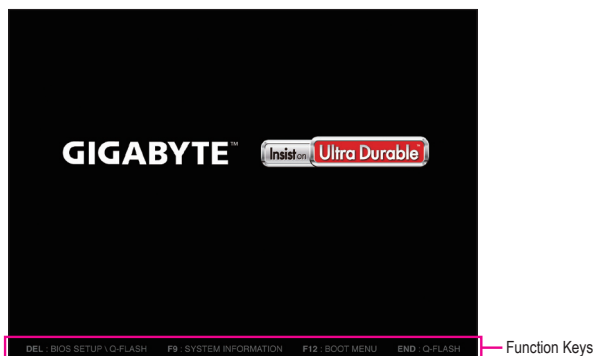 GIGABYTE™
Insist on Ultra Durable™
DEL : BIOS SETUP \ Q-FLASH F9 : SYSTEM INFORMATION F12 : BOOT MENU END : Q-FLASH
Function Keys